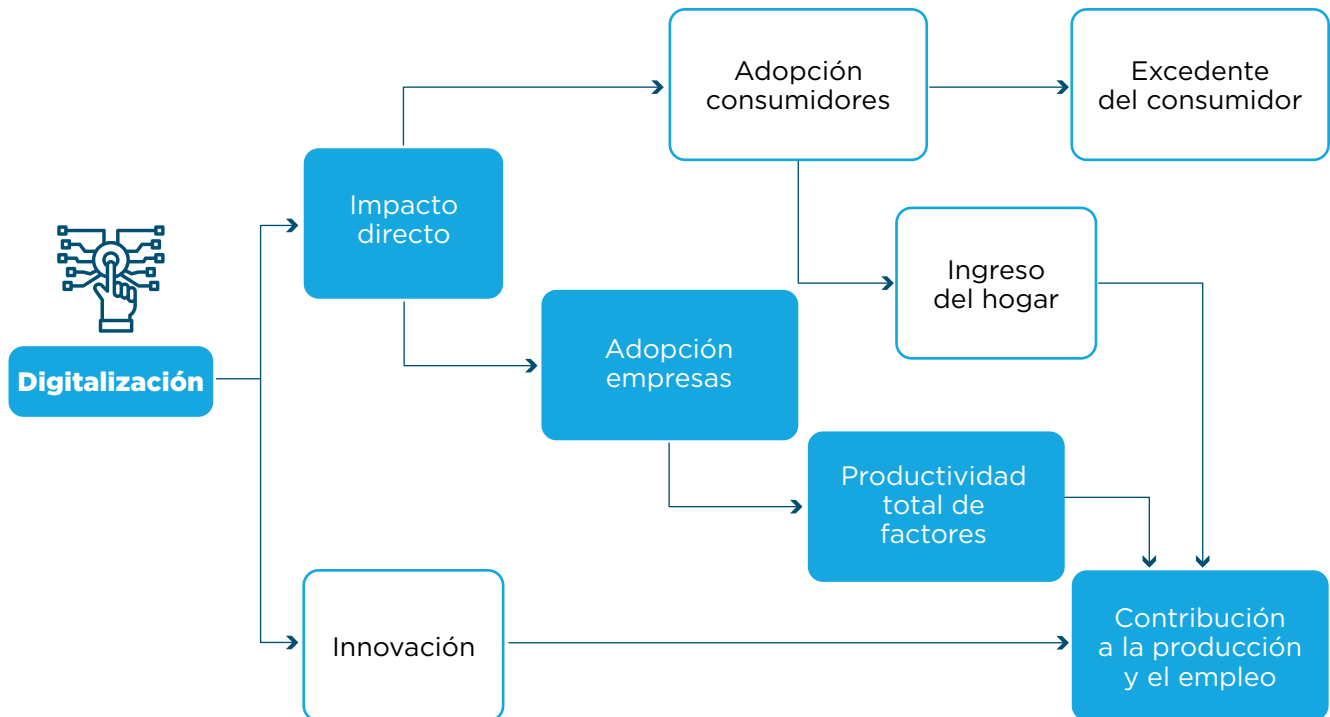 Adopción
consumidores
Excedente
del consumidor
Impacto
directo
Ingreso
del hogar
Adopción
empresas
Digitalización
Productividad
total de
factores
Innovación
Contribución
a la producción
y el empleo